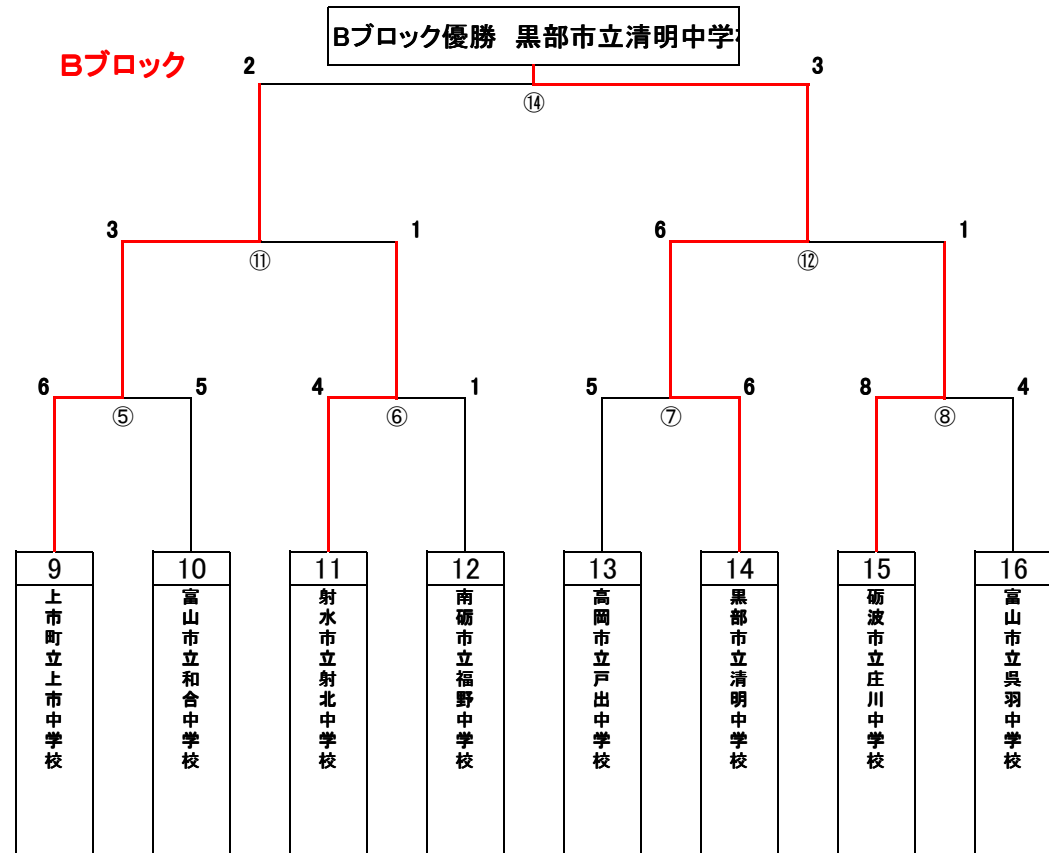 Bブロック優勝 黒部市立清明中学校
Bブロック
2
3
⑭
3
1
6
1
⑪
⑫
6
5
4
1
5
6
8
4
⑤
⑥
⑦
⑧
9
10
11
12
13
14
15
16
上市町立上市中学校
富山市立和合中学校
射水市立射北中学校
南砺市立福野中学校
高岡市立戸出中学校
黒部市立清明中学校
砺波市立庄川中学校
富山市立呉羽中学校